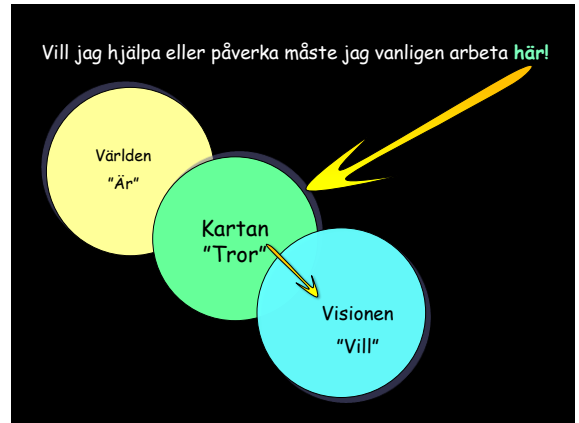 Vill jag hjälpa eller påverka måste jag vanligen arbeta här!
Världen
”Är”
Kartan
”Tror”
Visionen
”Vill”